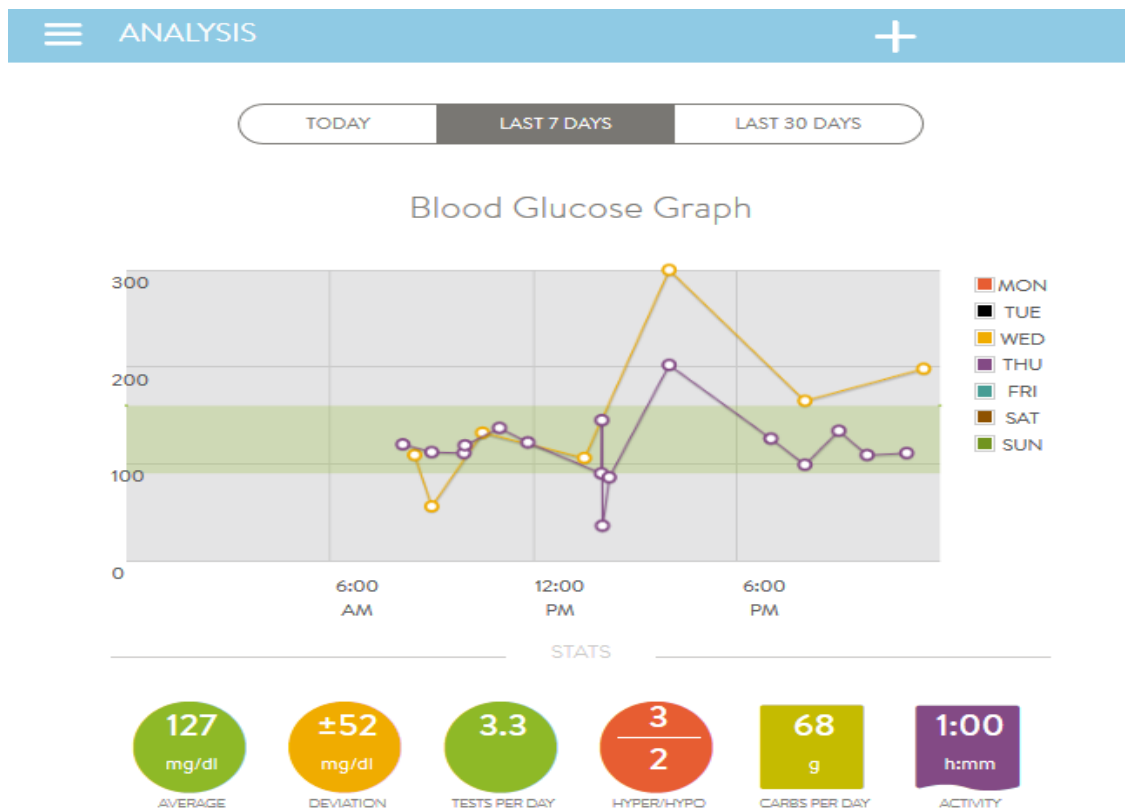 ANALYSIS
TODAY LAST 7 DAYS LAST 30 DAYS
Blood Glucose Graph
300
200
100
0
6:00 AM
12:00 PM
6:00 PM
MON
TUE
WED
THU
FRI
SAT
SUN
STATS
127 mg/dl AVERAGE
±52 mg/dl DEVIATION
3.3 TESTS PER DAY
3 2 HYPER/HYPO
68 g CARBS PER DAY
1:00 h:mm ACTIVITY